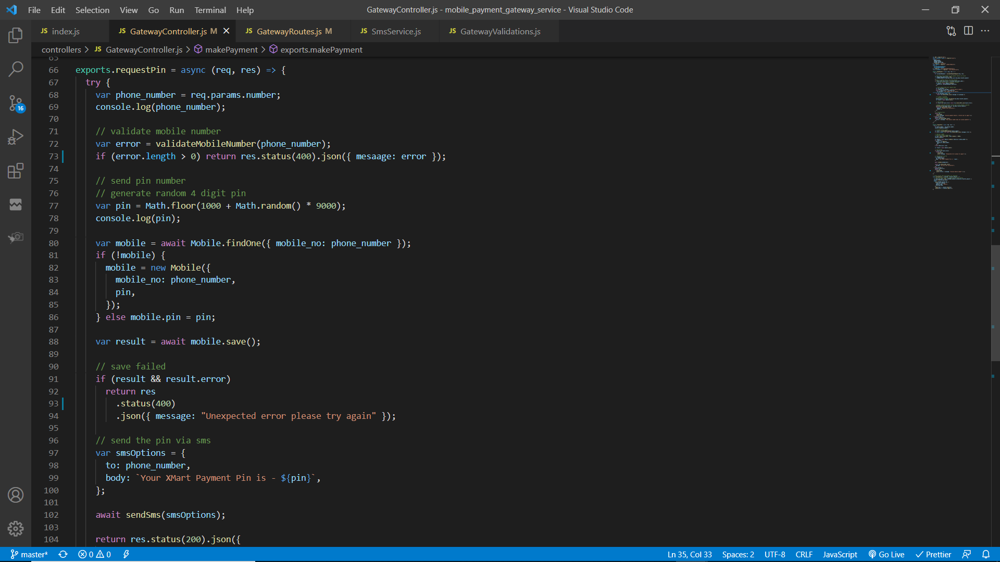 File Edit Selection View Go Run Terminal Help GatewayController.js - mobile_payment_gateway_service - Visual Studio Code
JS index.js JS GatewayController.js M JS GatewayRoutes.js M JS SmsService.js JS GatewayValidations.js
controllers > JS GatewayController.js > makePayment > exports.makePayment
65
66 exports.requestPin = async (req, res) => {
67 try {
68 var phone_number = req.params.number;
69 console.log(phone_number);
70
71 // validate mobile number
72 var error = validateMobileNumber(phone_number);
73 if (error.length > 0) return res.status(400).json({ mesaage: error });
74
75 // send pin number
76 // generate random 4 digit pin
77 var pin = Math.floor(1000 + Math.random() * 9000);
78 console.log(pin);
79
80 var mobile = await Mobile.findOne({ mobile_no: phone_number });
81 if (!mobile) {
82 mobile = new Mobile({
83 mobile_no: phone_number,
84 pin,
85 });
86 } else mobile.pin = pin;
87
88 var result = await mobile.save();
89
90 // save failed
91 if (result && result.error)
92 return res
93 .status(400)
94 .json({ message: "Unexpected error please try again" });
95
96 // send the pin via sms
97 var smsOptions = {
98 to: phone_number,
99 body: `Your XMart Payment Pin is - ${pin}`,
100 };
101
102 await sendSms(smsOptions);
103
104 return res.status(200).json({
16
master* 0 0 Ln 35, Col 33 Spaces: 2 UTF-8 CRLF JavaScript Go Live Prettier